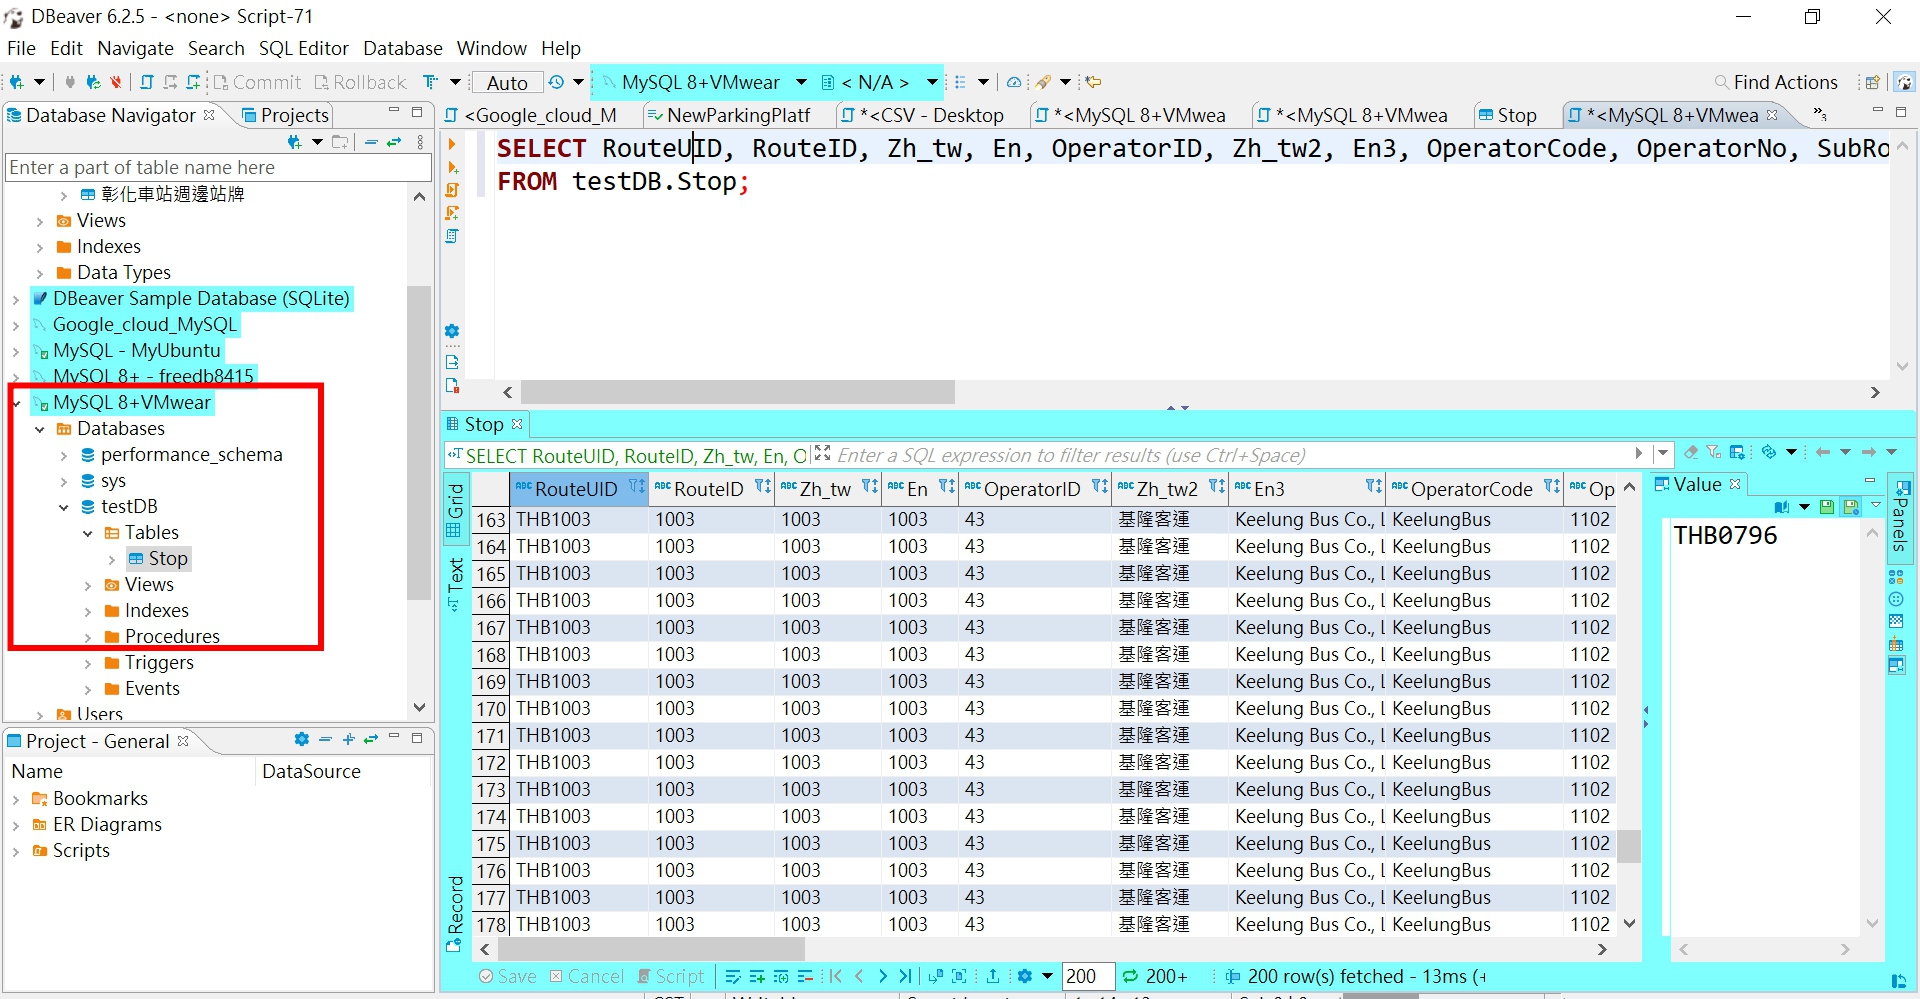 DBeaver 6.2.5 - <none> Script-71
File Edit Navigate Search SQL Editor Database Window Help
Commit Rollback Auto MySQL 8+VMwear < N/A > Find Actions
Database Navigator Projects
Enter a part of table name here
彰化車站週邊站牌
Views
Indexes
Data Types
DBeaver Sample Database (SQLite)
Google_cloud_MySQL
MySQL - MyUbuntu
MySQL 8+ - freedb8415
MySQL 8+VMwear
Databases
performance_schema
sys
testDB
Tables
Stop
Views
Indexes
Procedures
Triggers
Events
Users
Project - General
Name DataSource
Bookmarks
ER Diagrams
Scripts
<Google_cloud_M NewParkingPlatf *<CSV - Desktop *<MySQL 8+VMwea *<MySQL 8+VMwea Stop *<MySQL 8+VMwea »3
SELECT RouteUID, RouteID, Zh_tw, En, OperatorID, Zh_tw2, En3, OperatorCode, OperatorNo, SubRo
FROM testDB.Stop;
Stop
SELECT RouteUID, RouteID, Zh_tw, En, O Enter a SQL expression to filter results (use Ctrl+Space)
Grid
Text
Record
ABC RouteUID ABC RouteID ABC Zh_tw ABC En ABC OperatorID ABC Zh_tw2 ABC En3 ABC OperatorCode ABC Op
163 THB1003 1003 1003 1003 43 基隆客運 Keelung Bus Co., L KeelungBus 1102
164 THB1003 1003 1003 1003 43 基隆客運 Keelung Bus Co., L KeelungBus 1102
165 THB1003 1003 1003 1003 43 基隆客運 Keelung Bus Co., L KeelungBus 1102
166 THB1003 1003 1003 1003 43 基隆客運 Keelung Bus Co., L KeelungBus 1102
167 THB1003 1003 1003 1003 43 基隆客運 Keelung Bus Co., L KeelungBus 1102
168 THB1003 1003 1003 1003 43 基隆客運 Keelung Bus Co., L KeelungBus 1102
169 THB1003 1003 1003 1003 43 基隆客運 Keelung Bus Co., L KeelungBus 1102
170 THB1003 1003 1003 1003 43 基隆客運 Keelung Bus Co., L KeelungBus 1102
171 THB1003 1003 1003 1003 43 基隆客運 Keelung Bus Co., L KeelungBus 1102
172 THB1003 1003 1003 1003 43 基隆客運 Keelung Bus Co., L KeelungBus 1102
173 THB1003 1003 1003 1003 43 基隆客運 Keelung Bus Co., L KeelungBus 1102
174 THB1003 1003 1003 1003 43 基隆客運 Keelung Bus Co., L KeelungBus 1102
175 THB1003 1003 1003 1003 43 基隆客運 Keelung Bus Co., L KeelungBus 1102
176 THB1003 1003 1003 1003 43 基隆客運 Keelung Bus Co., L KeelungBus 1102
177 THB1003 1003 1003 1003 43 基隆客運 Keelung Bus Co., L KeelungBus 1102
178 THB1003 1003 1003 1003 43 基隆客運 Keelung Bus Co., L KeelungBus 1102
Value
THB0796
Panels
Save Cancel Script 200 200+ 200 row(s) fetched - 13ms (+